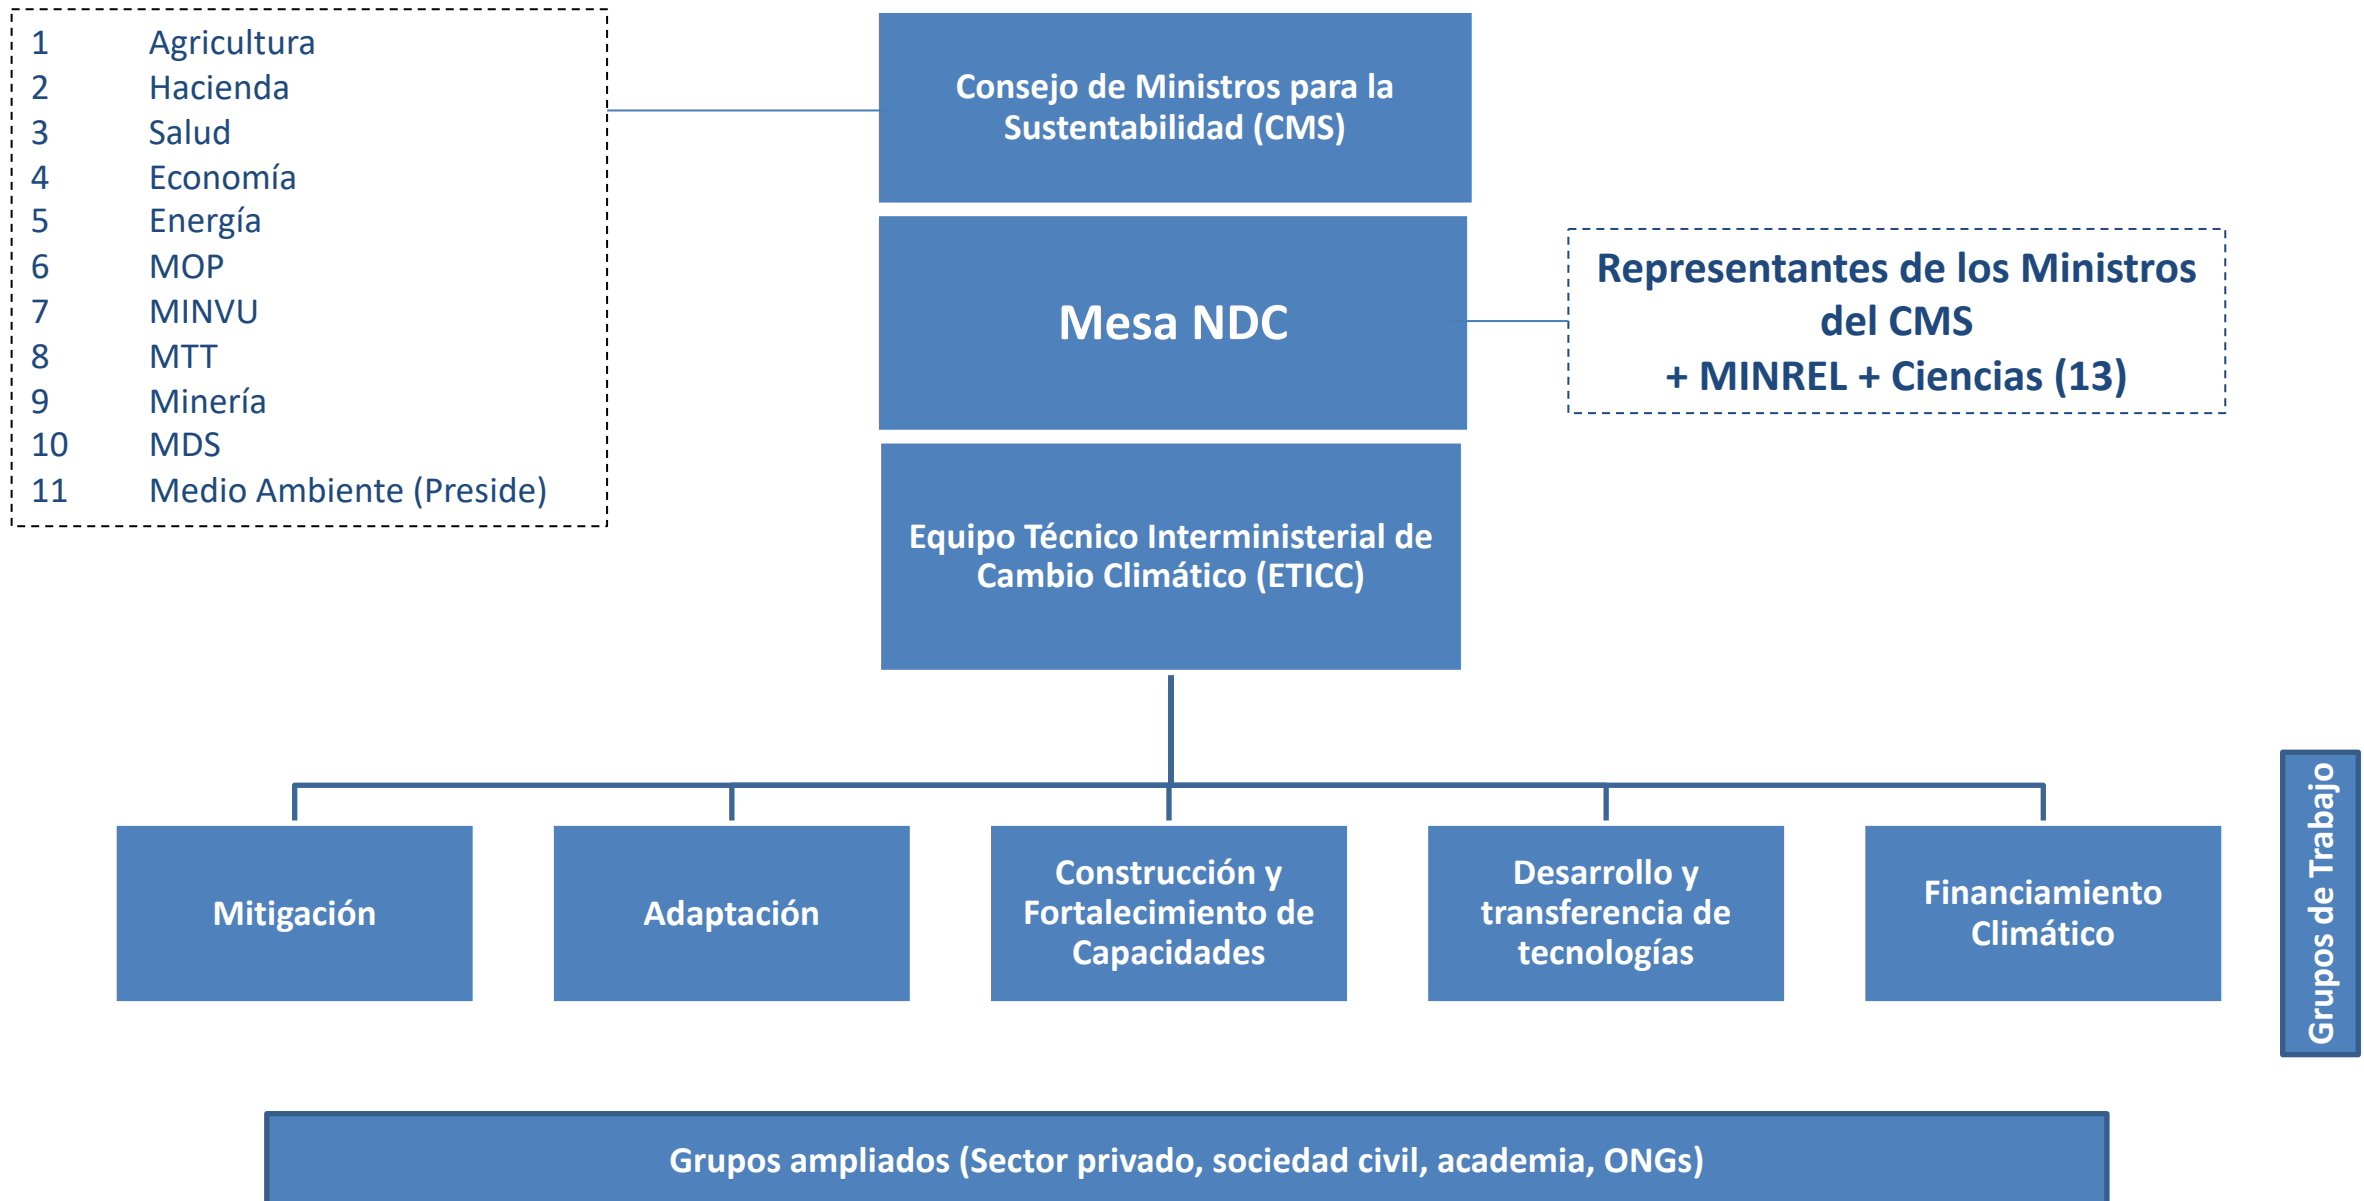 1 Agricultura
2 Hacienda
3 Salud
4 Economía
5 Energía
6 MOP
7 MINVU
8 MTT
9 Minería
10 MDS
11 Medio Ambiente (Preside)
Consejo de Ministros para la
Sustentabilidad (CMS)
Mesa NDC
Representantes de los Ministros
del CMS
+ MINREL + Ciencias (13)
Equipo Técnico Interministerial de
Cambio Climático (ETICC)
Mitigación
Adaptación
Construcción y
Fortalecimiento de
Capacidades
Desarrollo y
transferencia de
tecnologías
Financiamiento
Climático
Grupos de Trabajo
Grupos ampliados (Sector privado, sociedad civil, academia, ONGs)